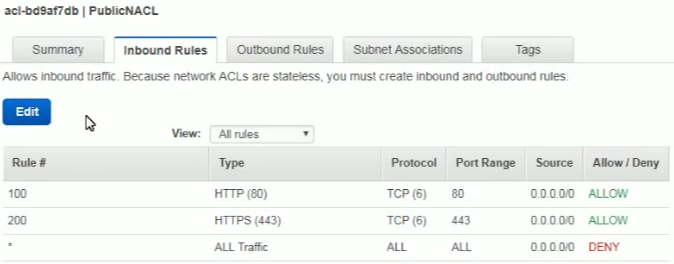 acl-bd9af7db | PublicNACL
Summary Inbound Rules Outbound Rules Subnet Associations Tags
Allows inbound traffic. Because network ACLs are stateless, you must create inbound and outbound rules.
Edit
View: All rules
Rule # Type Protocol Port Range Source Allow / Deny
100 HTTP (80) TCP (6) 80 0.0.0.0/0 ALLOW
200 HTTPS (443) TCP (6) 443 0.0.0.0/0 ALLOW
* ALL Traffic ALL ALL 0.0.0.0/0 DENY